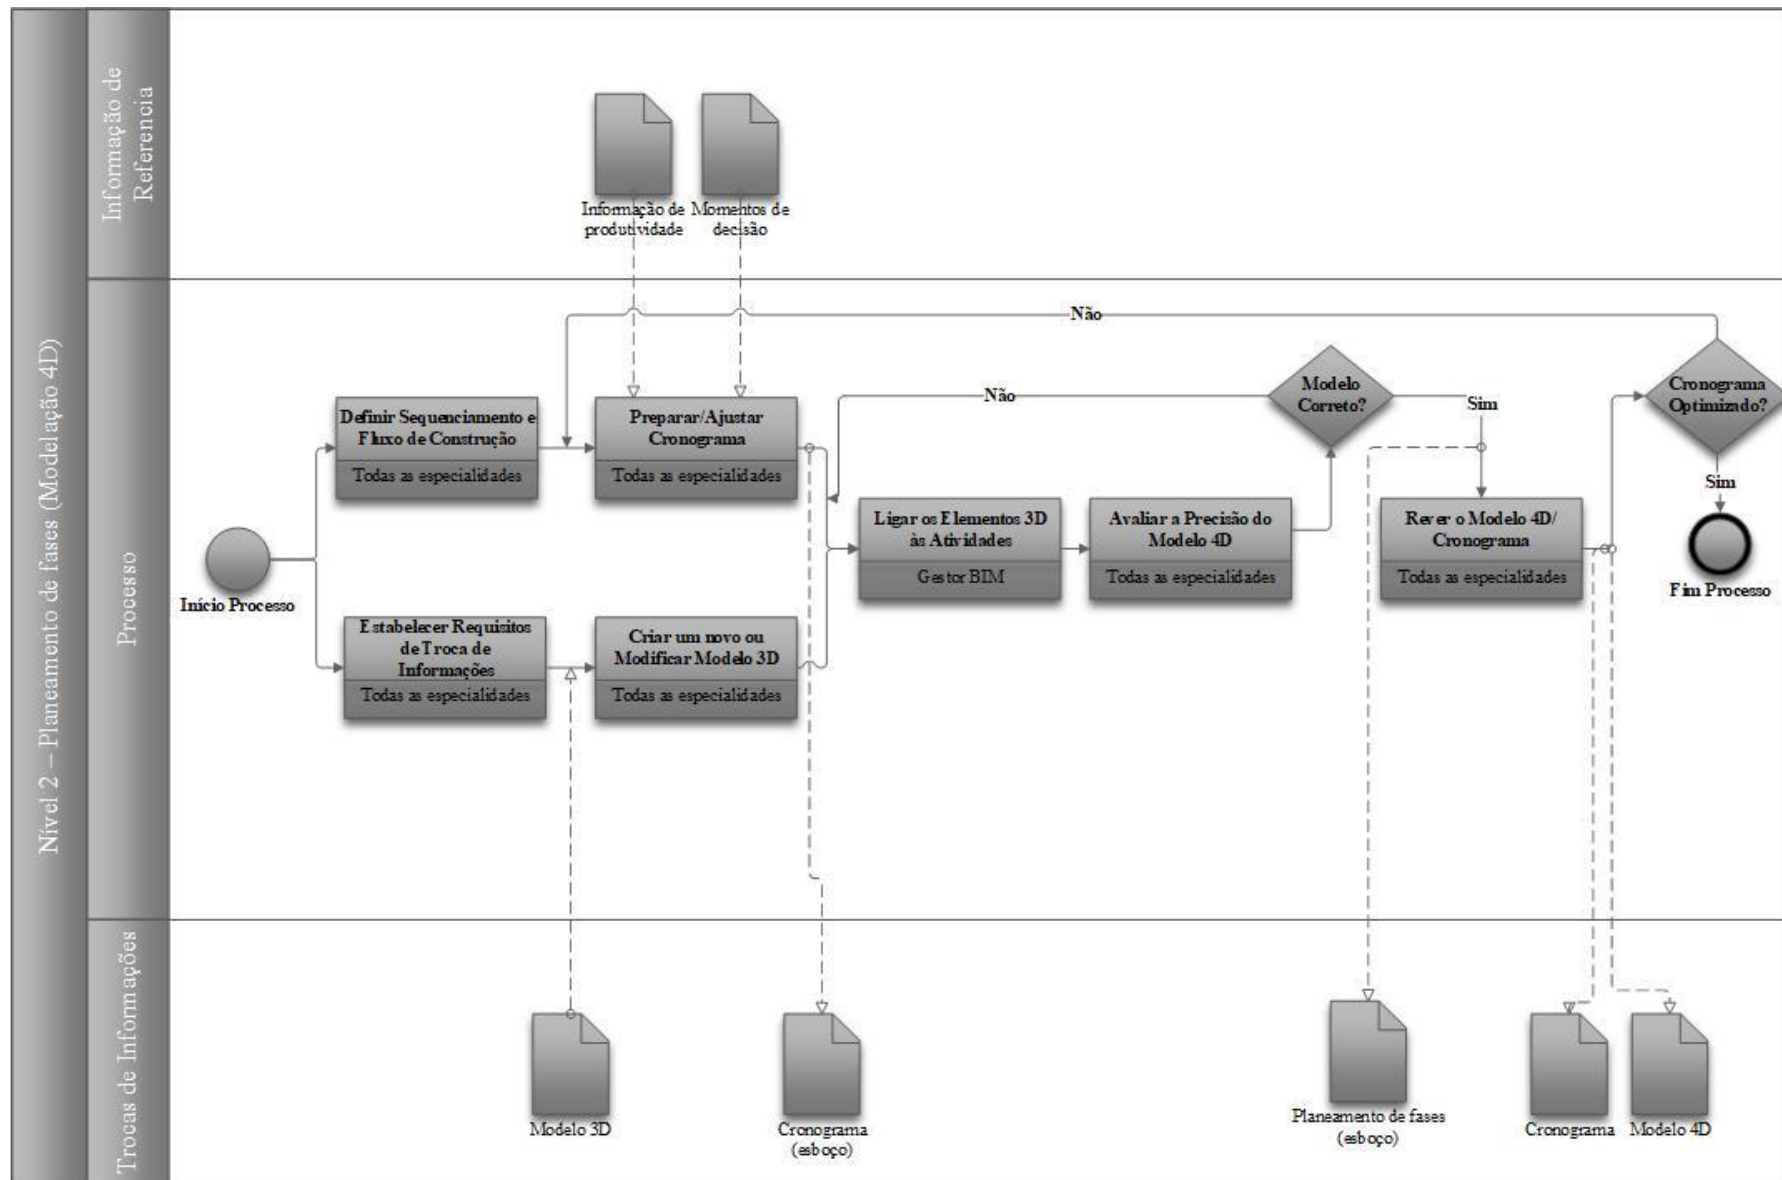 Nível 2 – Planeamento de fases (Modelação 4D)
Informação de
Referencia
Informação de
produtividade
Momentos de
decisão
Processo
Não
Modelo
Correto?
Cronograma
Optimizado?
Não
Sim
Definir Sequenciamento e
Fluxo de Construção
Todas as especialidades
Preparar/Ajustar
Cronograma
Todas as especialidades
Sim
Ligar os Elementos 3D
às Atividades
Gestor BIM
Avaliar a Precisão do
Modelo 4D
Todas as especialidades
Rever o Modelo 4D/
Cronograma
Todas as especialidades
Início Processo
Fim Processo
Estabelecer Requisitos
de Troca de
Informações
Todas as especialidades
Criar um novo ou
Modificar Modelo 3D
Todas as especialidades
Trocas de Informações
Modelo 3D
Cronograma
(esboço)
Planeamento de fases
(esboço)
Cronograma
Modelo 4D